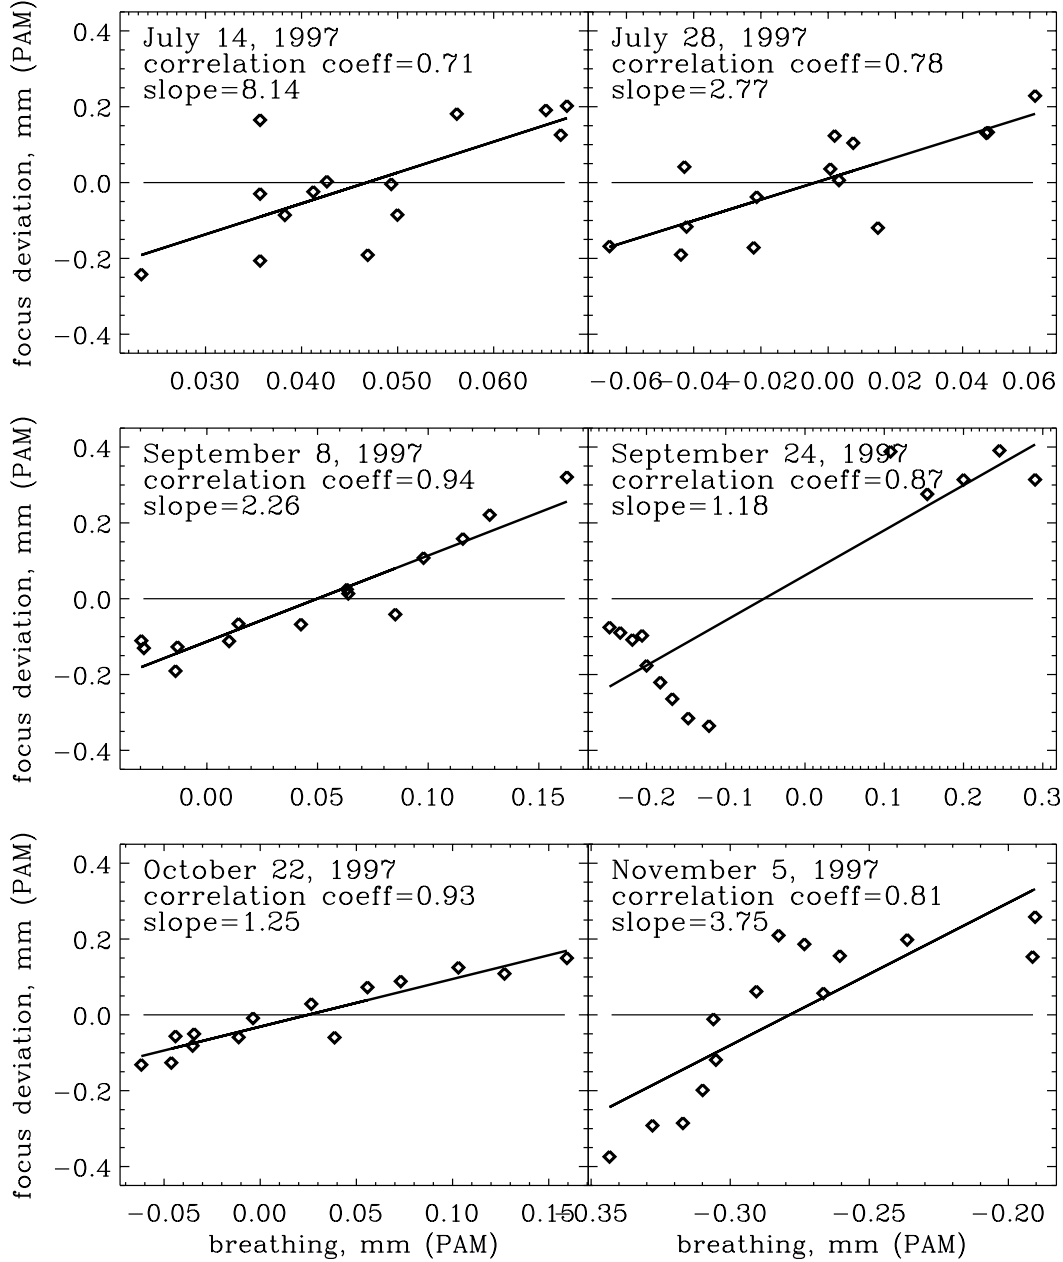 focus deviation, mm (PAM)
0.4
0.2
0.0
−0.2
−0.4
July 14, 1997
correlation coeff=0.71
slope=8.14
0.030 0.040 0.050 0.060
July 28, 1997
correlation coeff=0.78
slope=2.77
−0.06 −0.04 −0.02 0.00 0.02 0.04 0.06
focus deviation, mm (PAM)
0.4
0.2
0.0
−0.2
−0.4
September 8, 1997
correlation coeff=0.94
slope=2.26
0.00 0.05 0.10 0.15
September 24, 1997
correlation coeff=0.87
slope=1.18
−0.2 −0.1 0.0 0.1 0.2 0.3
focus deviation, mm (PAM)
0.4
0.2
0.0
−0.2
−0.4
October 22, 1997
correlation coeff=0.93
slope=1.25
−0.05 0.00 0.05 0.10 0.15
breathing, mm (PAM)
November 5, 1997
correlation coeff=0.81
slope=3.75
−0.35 −0.30 −0.25 −0.20
breathing, mm (PAM)